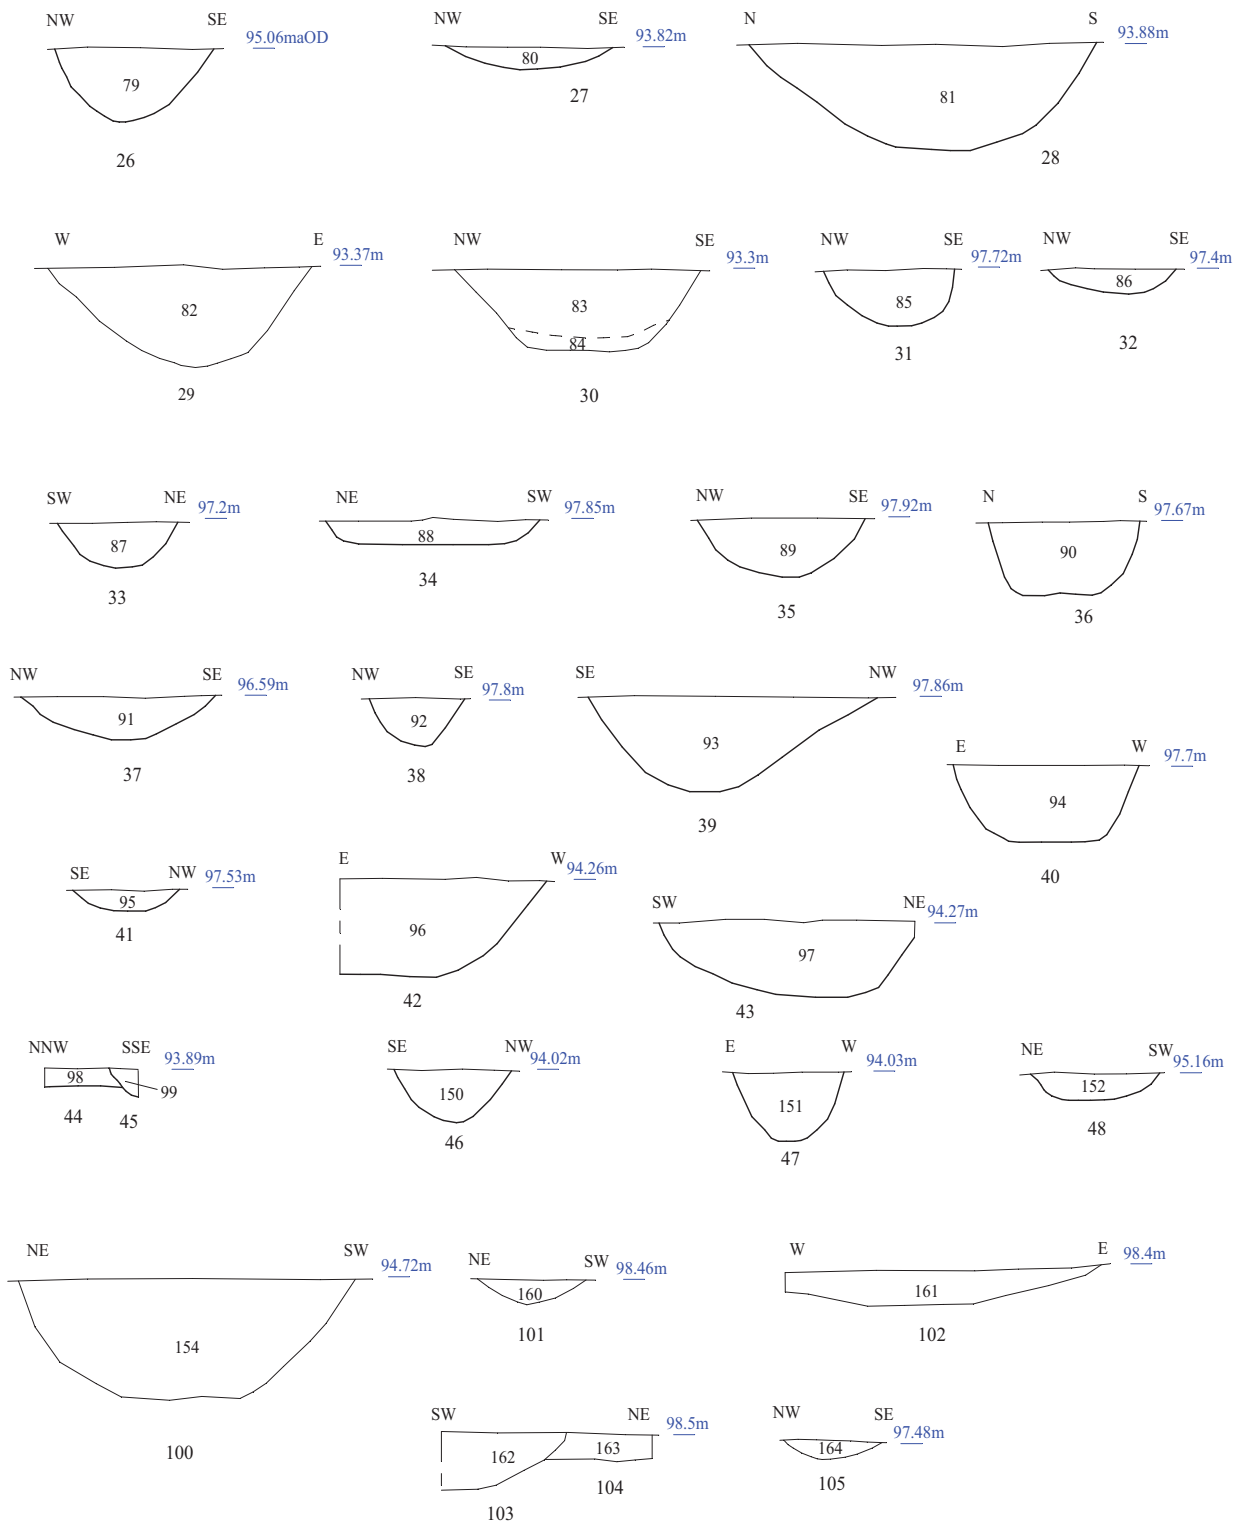 NW SE 95.06maOD
79
26
NW SE 93.82m
80
27
N S 93.88m
81
28
W E 93.37m
82
29
NW SE 93.3m
83
84
30
NW SE 97.72m
85
31
NW SE 97.4m
86
32
SW NE 97.2m
87
33
NE SW 97.85m
88
34
NW SE 97.92m
89
35
N S 97.67m
90
36
NW SE 96.59m
91
37
NW SE 97.8m
92
38
SE NW 97.86m
93
39
E W 97.7m
94
40
SE NW 97.53m
95
41
E W 94.26m
96
42
SW NE 94.27m
97
43
NNW SSE 93.89m
98
99
44 45
SE NW 94.02m
150
46
E W 94.03m
151
47
NE SW 95.16m
152
48
NE SW 94.72m
154
100
NE SW 98.46m
160
101
W E 98.4m
161
102
SW NE 98.5m
162 163
104
103
NW SE 97.48m
164
105